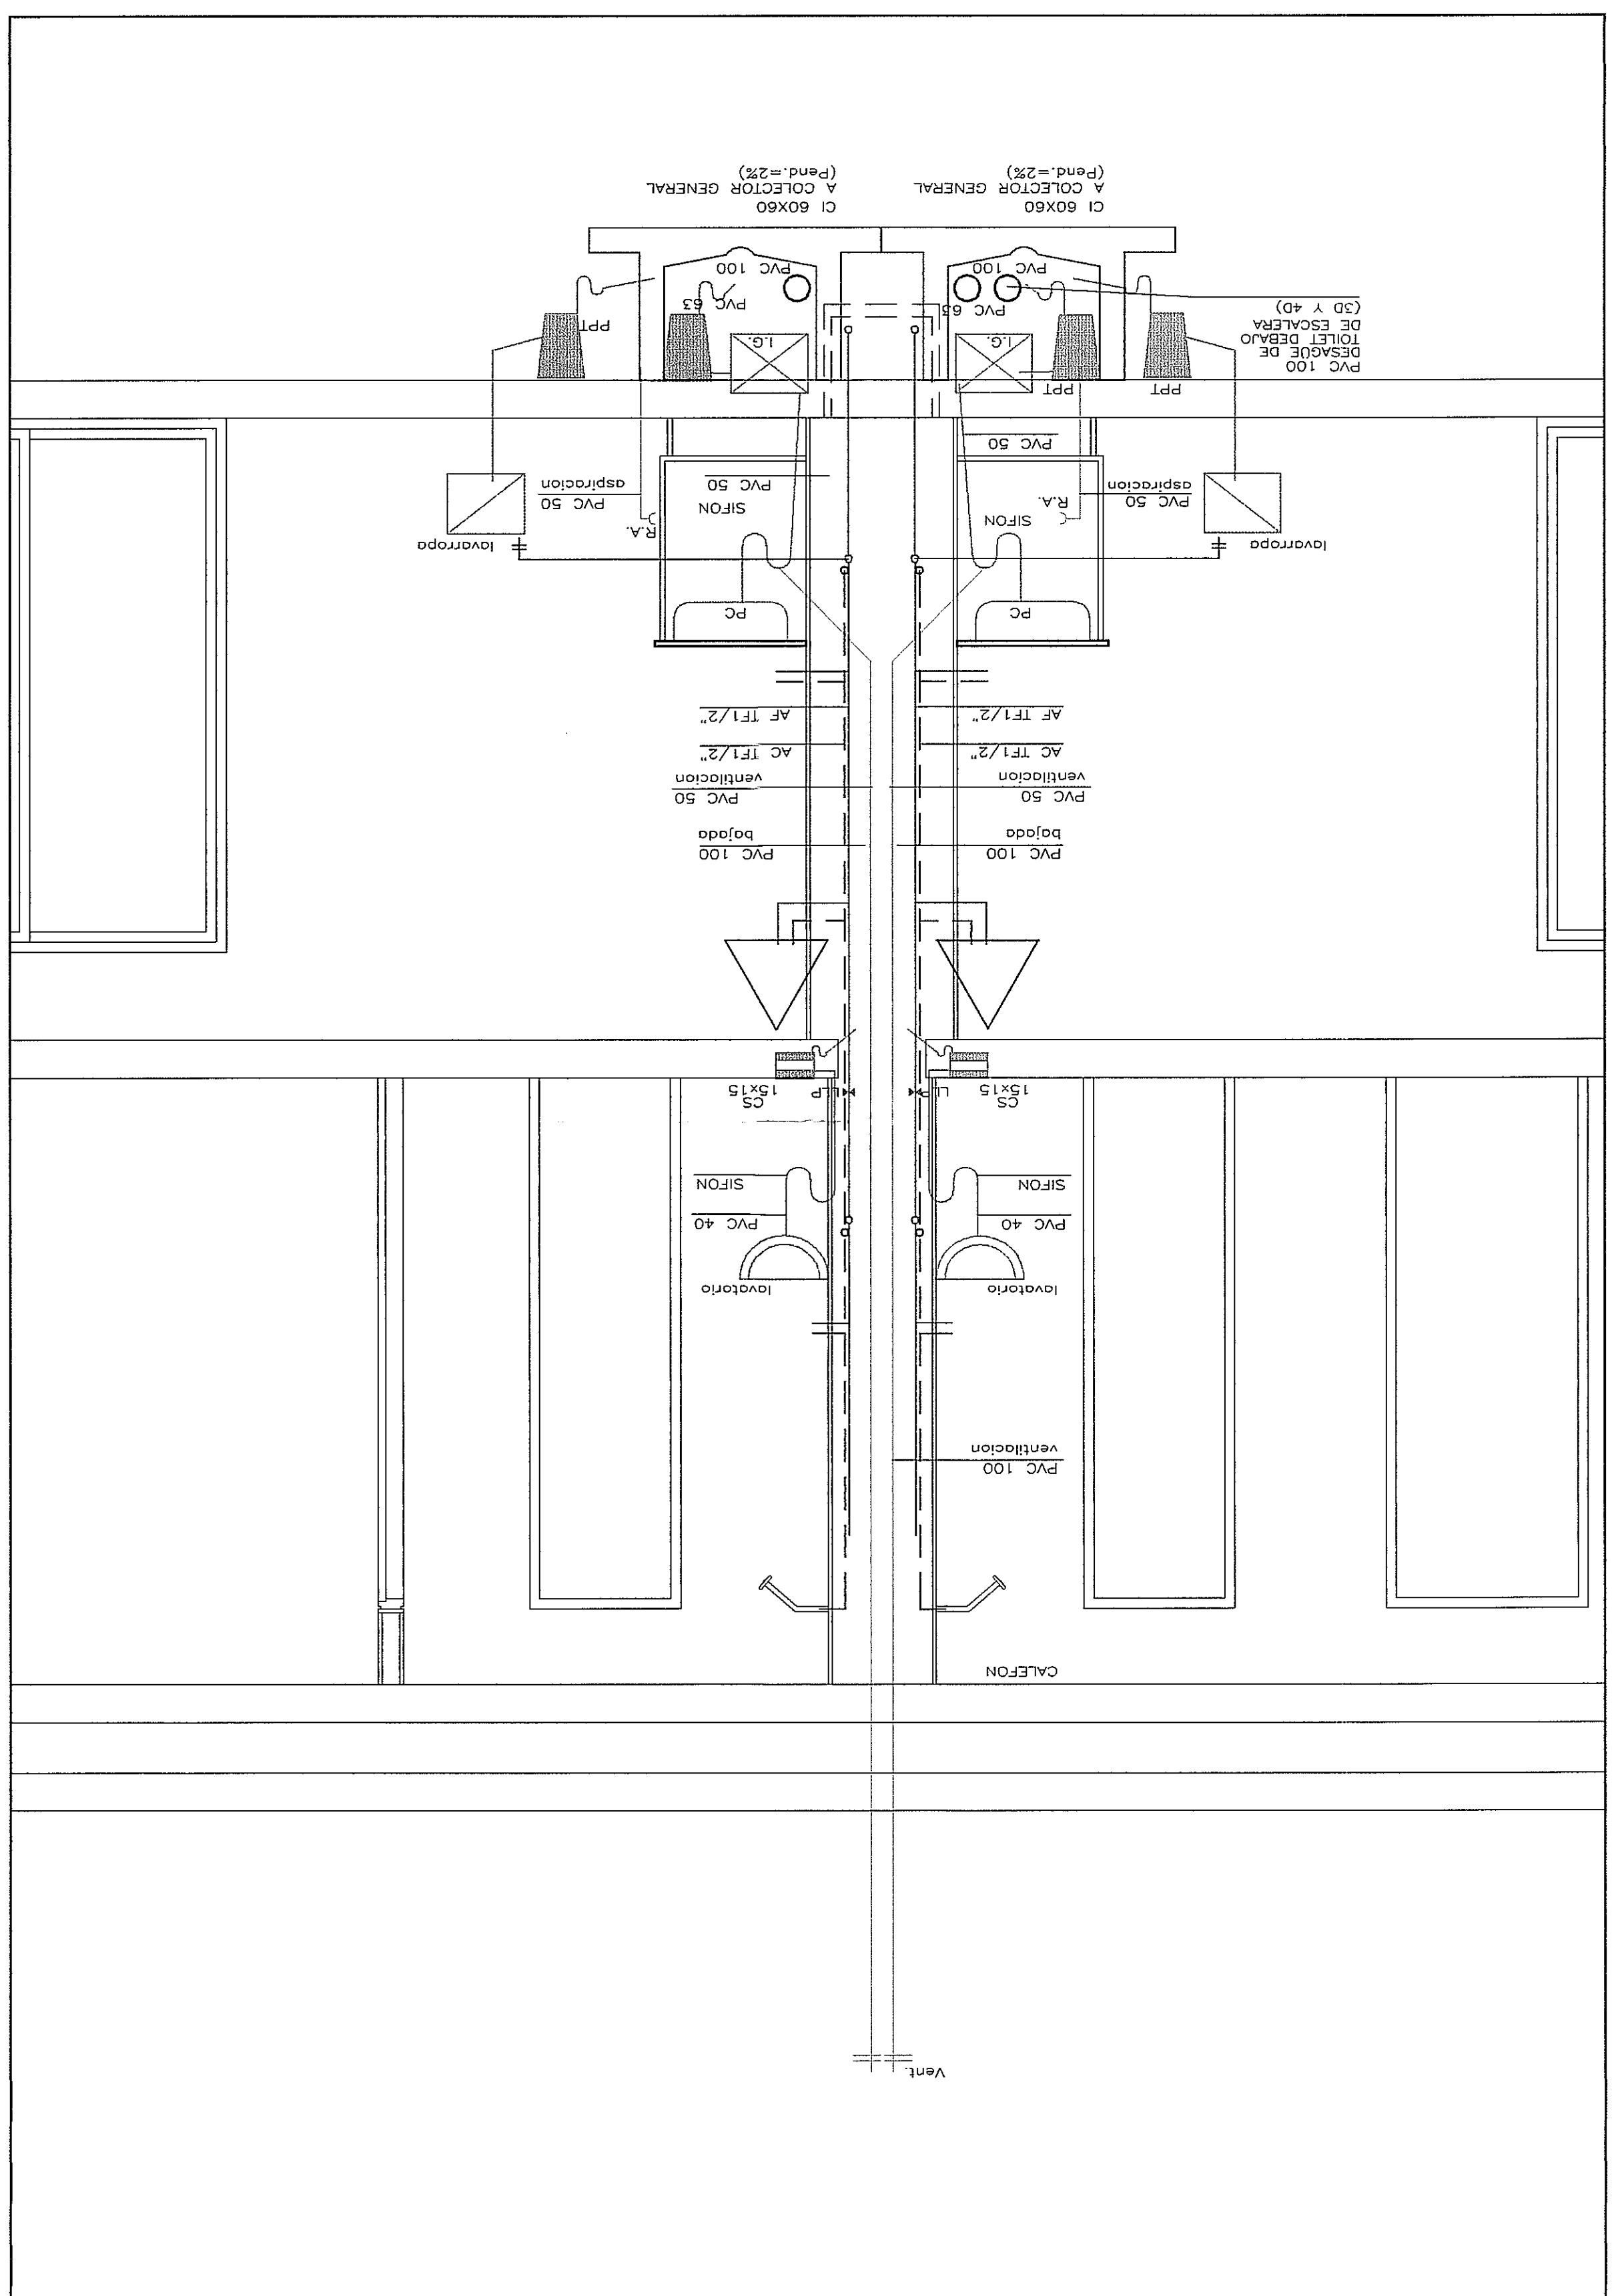 Vent.
CALEFON
PVC 100
ventilacion
lavatorio
lavatorio
PVC 40
PVC 40
SIFON
SIFON
CS
15x15
LLP
LLP
CS
15x15
PVC 100
bajada
PVC 100
bajada
PVC 50
ventilacion
PVC 50
ventilacion
AC TF1/2"
AC TF1/2"
AF TF1/2"
AF TF1/2"
PC
PC
lavarropa
lavarropa
PVC 50
aspiracion
R.A.
SIFON
SIFON
R.A.
PVC 50
aspiracion
PVC 50
PVC 50
PPT
PPT
PVC 100
DESAGÜE DE
TOILET DEBAJO
DE ESCALERA
(3D Y 4D)
I.G.
I.G.
PPT
PVC 63
PVC 63
PVC 100
PVC 100
CI 60X60
A COLECTOR GENERAL
(Pend.=2%)
CI 60X60
A COLECTOR GENERAL
(Pend.=2%)